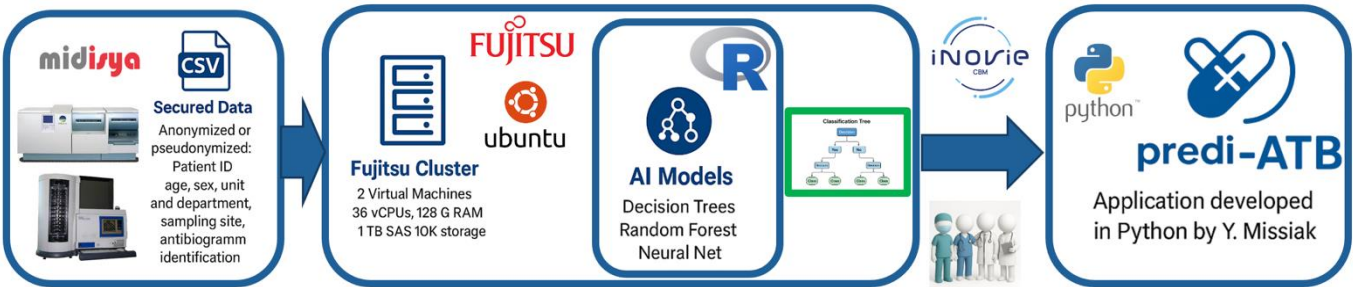 midisya
CSV
Secured Data
Anonymized or
pseudonymized:
Patient ID
age, sex, unit
and department,
sampling site,
antibiogramm
identification
FUJITSU
ubuntu
Fujitsu Cluster
2 Virtual Machines
36 vCPUs, 128 G RAM
1 TB SAS 10K storage
R
AI Models
Decision Trees
Random Forest
Neural Net
Classification Tree
Decision
iNovie
CBM
python™
predi-ATB
Application developed
in Python by Y. Missiak